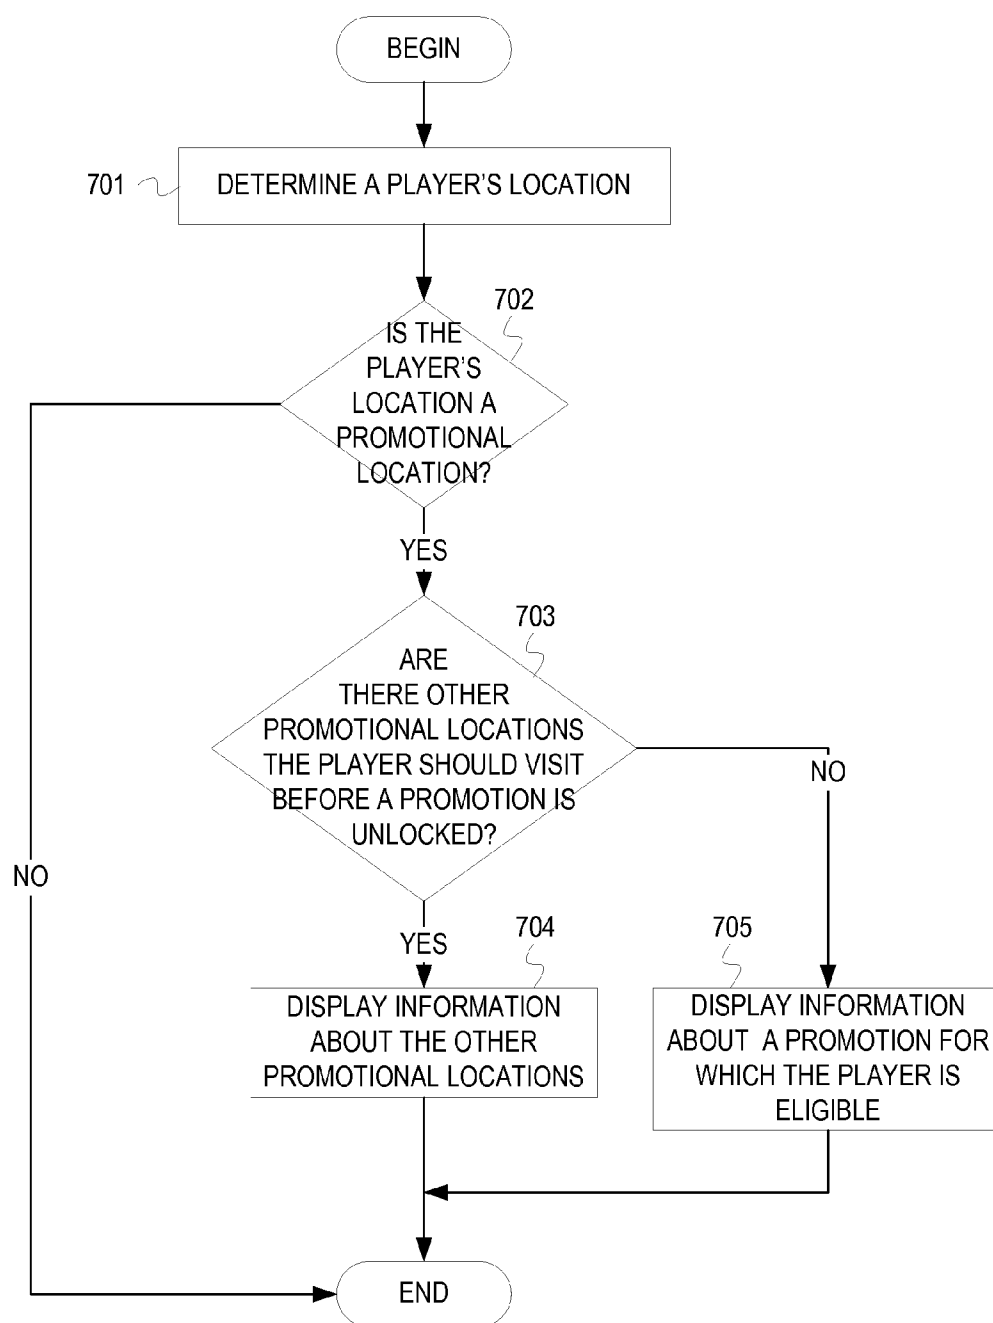 BEGIN
701
DETERMINE A PLAYER'S LOCATION
702
IS THE
PLAYER'S
LOCATION A
PROMOTIONAL
LOCATION?
YES
703
ARE
THERE OTHER
PROMOTIONAL LOCATIONS
THE PLAYER SHOULD VISIT
BEFORE A PROMOTION IS
UNLOCKED?
NO
NO
YES
704
DISPLAY INFORMATION
ABOUT THE OTHER
PROMOTIONAL LOCATIONS
705
DISPLAY INFORMATION
ABOUT A PROMOTION FOR
WHICH THE PLAYER IS
ELIGIBLE
END